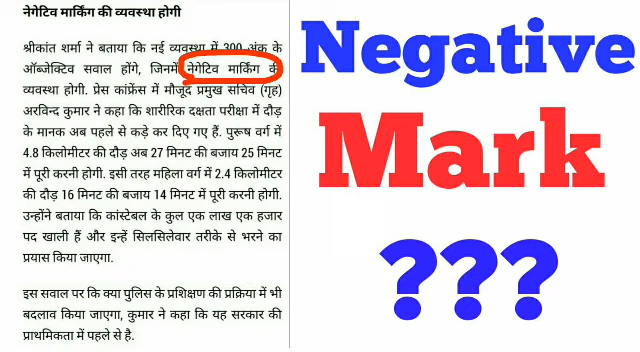 नेगेटिव मार्किंग की व्यवस्था होगी
श्रीकांत शर्मा ने बताया कि नई व्यवस्था में 300 अंक के
ऑब्जेक्टिव सवाल होंगे, जिनमें नेगेटिव मार्किंग की
व्यवस्था होगी. प्रेस कांफ्रेंस में मौजूद प्रमुख सचिव (गृह)
अरविन्द कुमार ने कहा कि शारीरिक दक्षता परीक्षा में दौड़
के मानक अब पहले से कड़े कर दिए गए हैं. पुरूष वर्ग में
4.8 किलोमीटर की दौड़ अब 27 मिनट की बजाय 25 मिनट
में पूरी करनी होगी. इसी तरह महिला वर्ग में 2.4 किलोमीटर
की दौड़ 16 मिनट की बजाय 14 मिनट में पूरी करनी होगी.
उन्होंने बताया कि कांस्टेबल के कुल एक लाख एक हजार
पद खाली हैं और इन्हें सिलसिलेवार तरीके से भरने का
प्रयास किया जाएगा.
इस सवाल पर कि क्या पुलिस के प्रशिक्षण की प्रक्रिया में भी
बदलाव किया जाएगा, कुमार ने कहा कि यह सरकार की
प्राथमिकता में पहले से है.
Negative
Mark
???